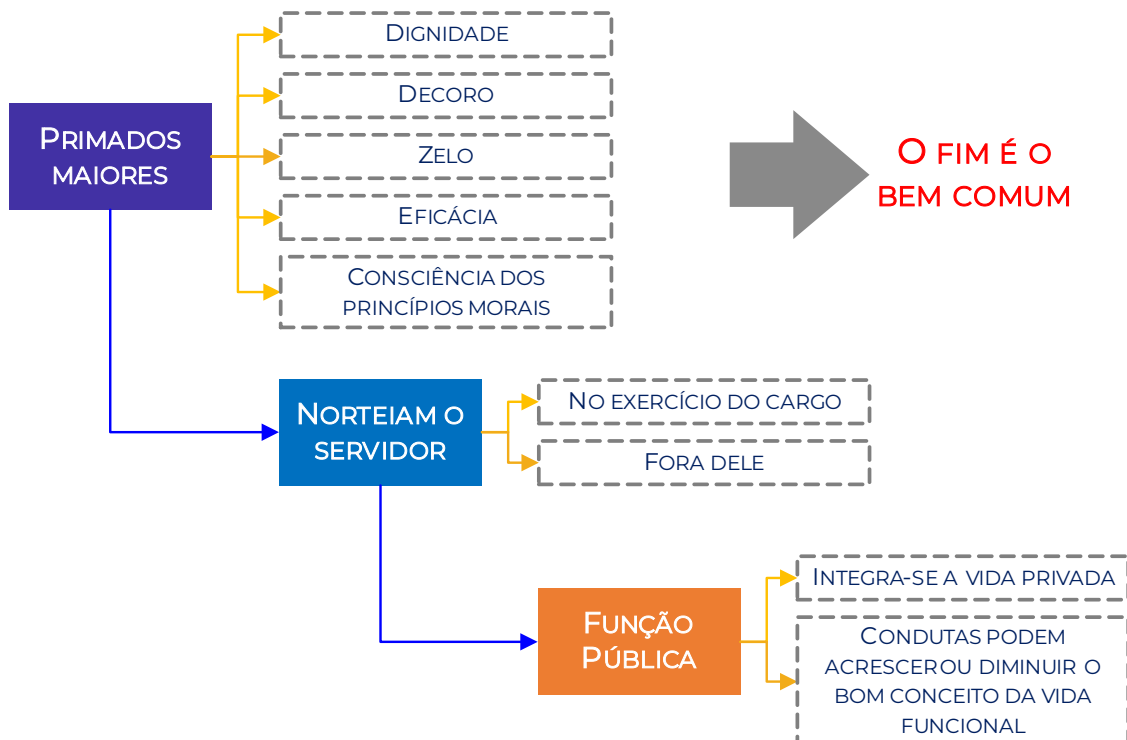 PRIMADOS
MAIORES
DIGNIDADE
DECORO
ZELO
EFICÁCIA
CONSCIÊNCIA DOS
PRINCÍPIOS MORAIS
O FIM É O
BEM COMUM
NORTEIAM O
SERVIDOR
NO EXERCÍCIO DO CARGO
FORA DELE
FUNÇÃO
PÚBLICA
INTEGRA-SE A VIDA PRIVADA
CONDUTAS PODEM
ACRESCEROU DIMINUIR O
BOM CONCEITO DA VIDA
FUNCIONAL